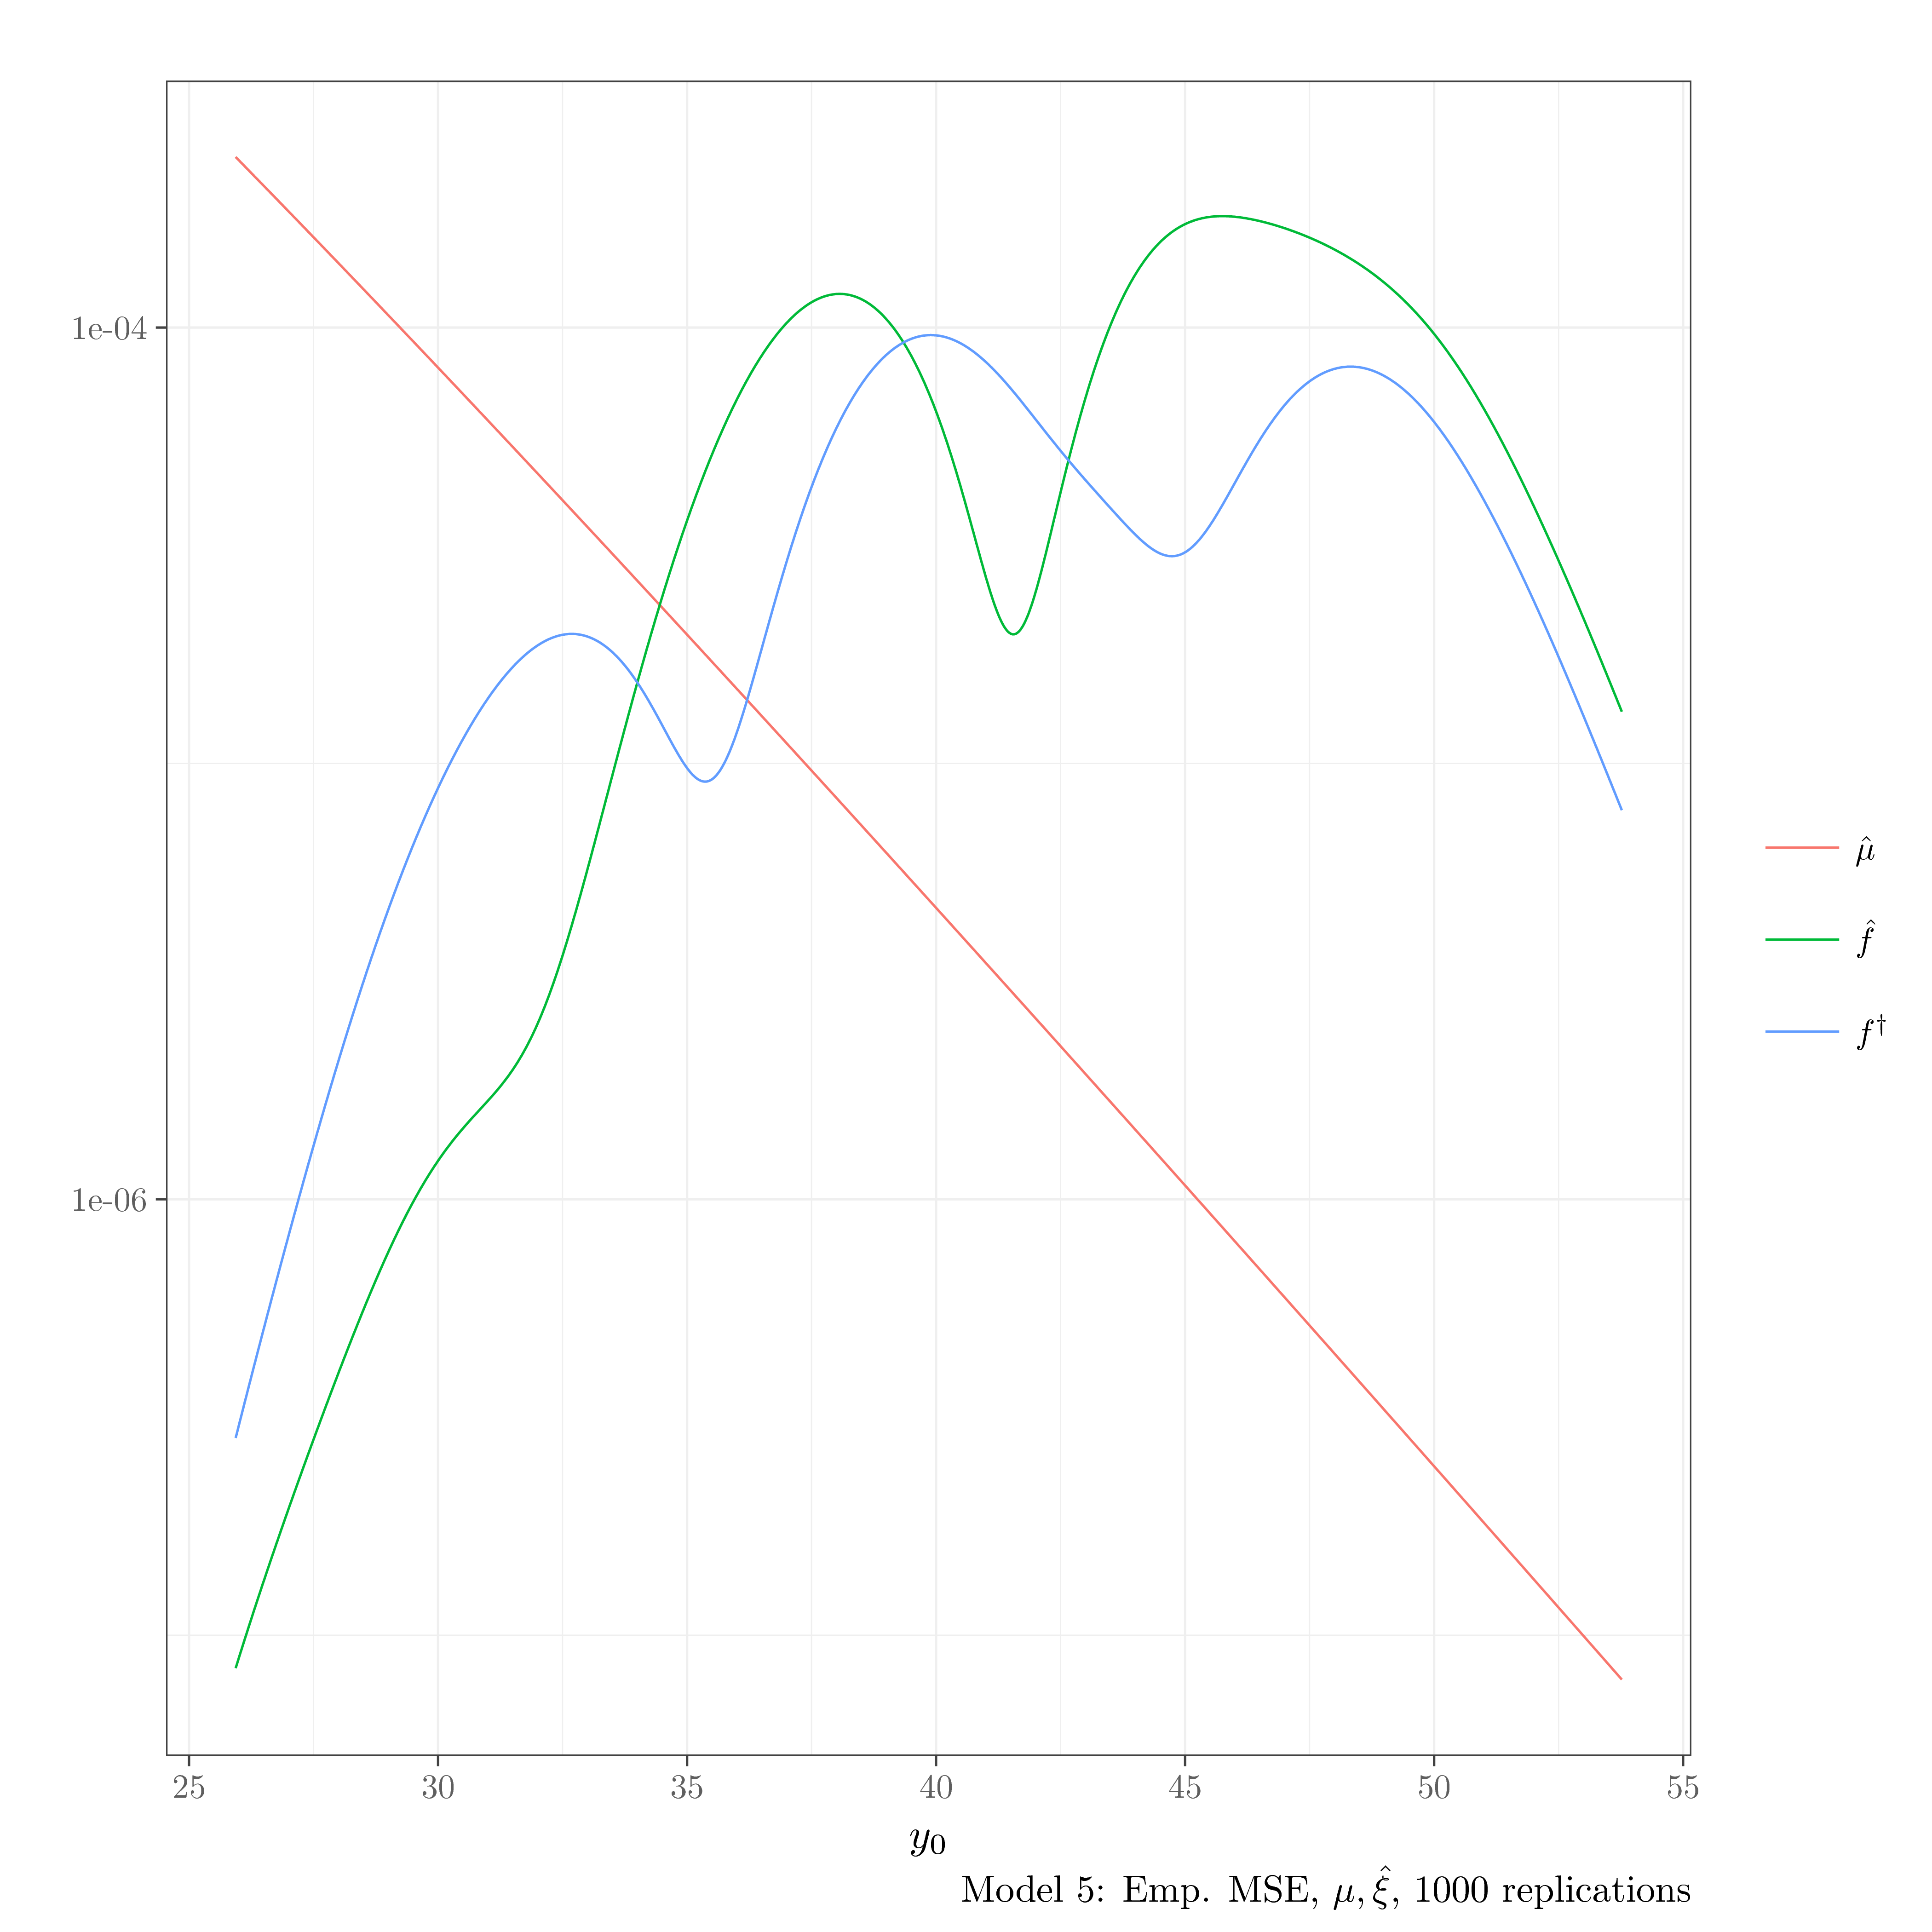 1e-04
1e-06
25 30 35 40 45 50 55
y₀
μ̂
f̂
f†
Model 5: Emp. MSE, μ, ξ̂, 1000 replications